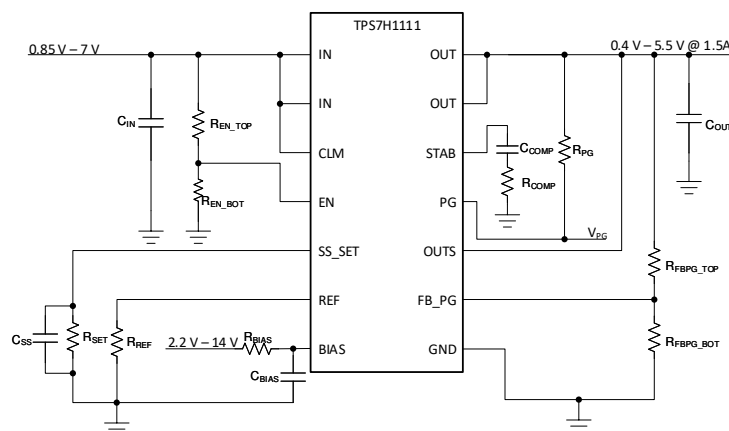 TPS7H1111
0.85 V – 7 V
IN
OUT
0.4 V – 5.5 V @ 1.5A
IN
OUT
CIN
REN_TOP
CLM
STAB
CCOMP
RPG
COUT
RCOMP
REN_BOT
EN
PG
VPG
SS_SET
OUTS
RFBPG_TOP
REF
FB_PG
CSS
RSET
RREF
2.2 V – 14 V
RBIAS
BIAS
GND
RFBPG_BOT
CBIAS